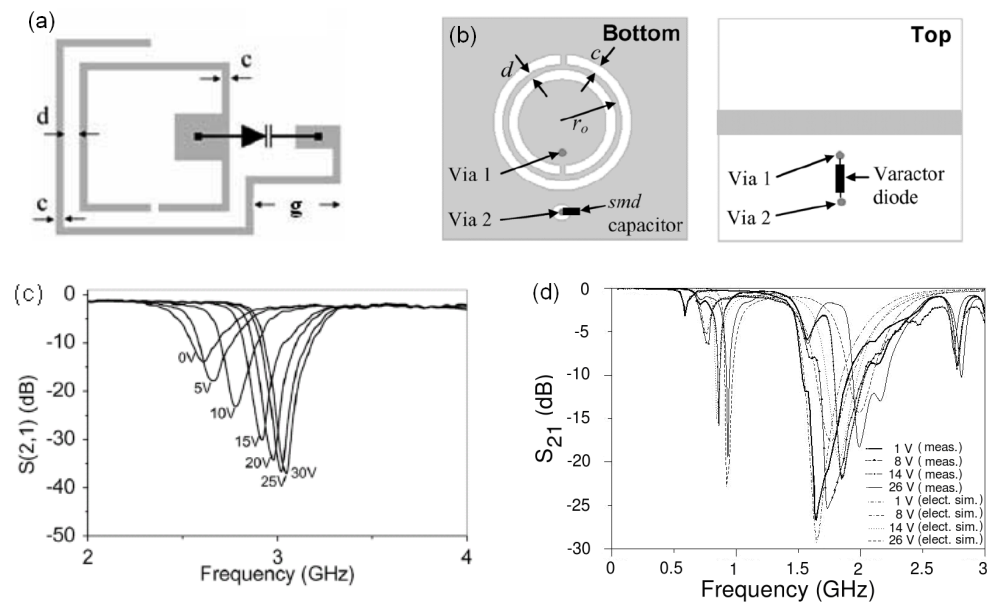 (a)
c
d
c
g
(b)
Bottom
d
c
r_o
Via 1
Via 2
smd
capacitor
Top
Via 1
Varactor
diode
Via 2
(c)
0
-10
-20
-30
-40
-50
S(2,1) (dB)
0V
5V
10V
15V
20V
25V
30V
2
3
4
Frequency (GHz)
(d)
0
-5
-10
-15
-20
-25
-30
S21 (dB)
1 V (meas.)
8 V (meas.)
14 V (meas.)
26 V (meas.)
1 V (elect. sim.)
8 V (elect. sim.)
14 V (elect. sim.)
26 V (elect. sim.)
0
0.5
1
1.5
2
2.5
3
Frequency (GHz)